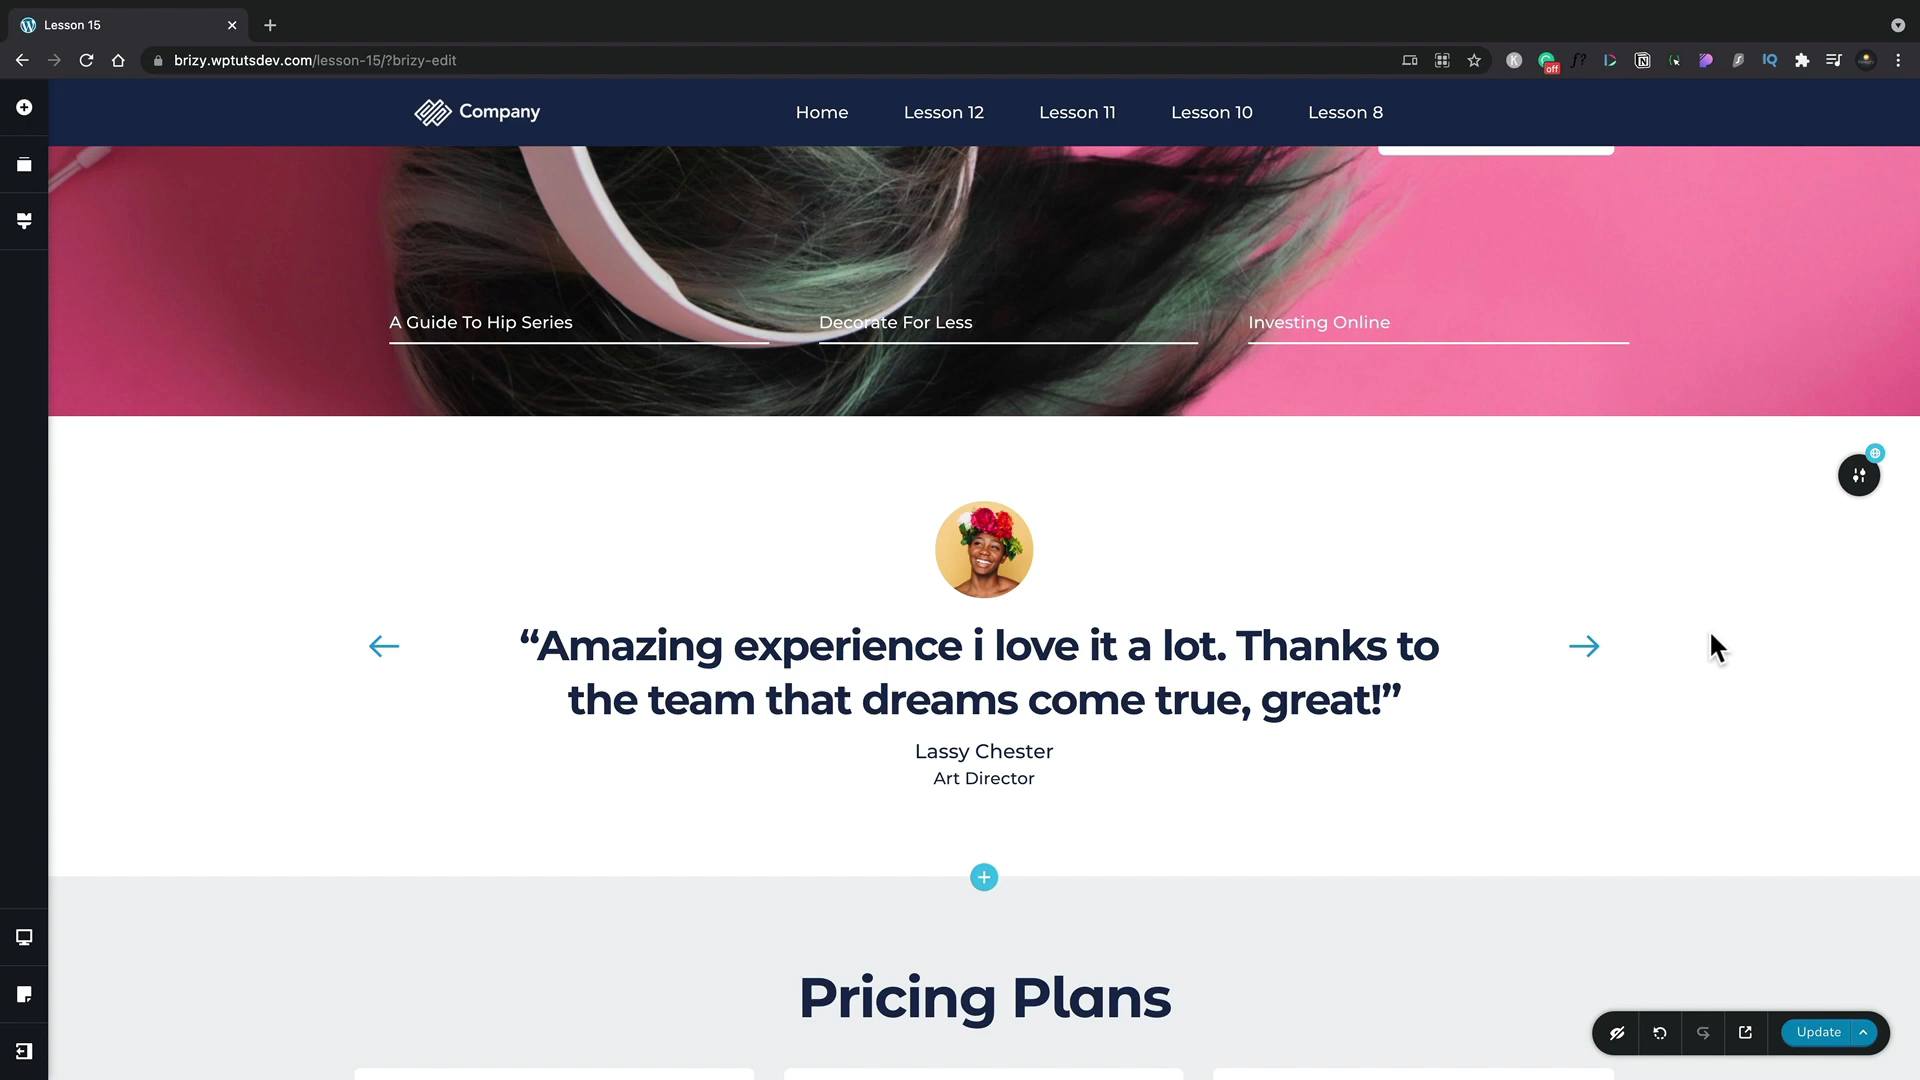 Lesson 15
brizy.wptutsdev.com/lesson-15/?brizy-edit
off
IQ
Company
Home
Lesson 12
Lesson 11
Lesson 10
Lesson 8
A Guide To Hip Series
Decorate For Less
Investing Online
“Amazing experience i love it a lot. Thanks to
the team that dreams come true, great!”
Lassy Chester
Art Director
Pricing Plans
Update